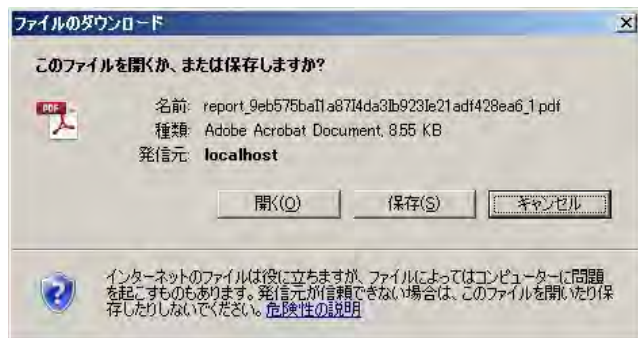 ファイルのダウンロード
このファイルを開くか、または保存しますか?
PDF
名前: report_9eb575baI1a87I4da3Ib923Ie21adf428ea6_1.pdf
種類: Adobe Acrobat Document, 8.55 KB
発信元: localhost
開く(O)
保存(S)
キャンセル
インターネットのファイルは役に立ちますが、ファイルによってはコンピューターに問題
を起こすものもあります。発信元が信頼できない場合は、このファイルを開いたり保
存したりしないでください。危険性の説明